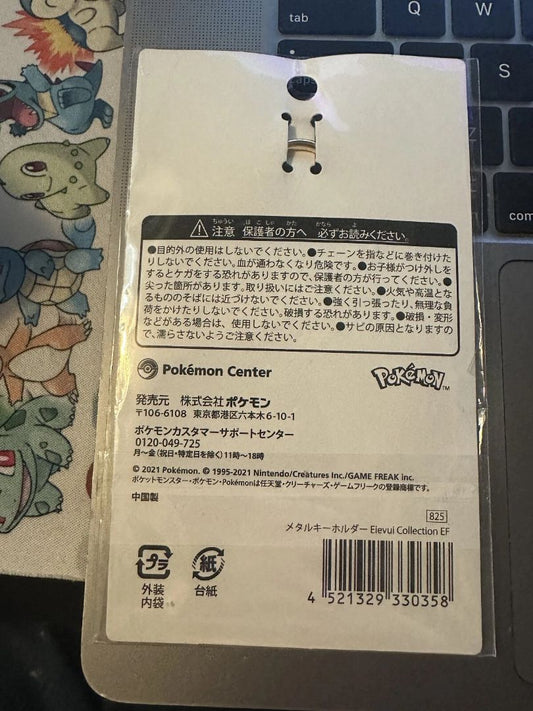 tab
Q
W
S
caps
Z
com
ちゅうい ほごしゃ かた かなら よ
注意 保護者の方へ 必ずお読みください。
●目的外の使用はしないでください。●チェーンを指などに巻き付けた
りしないでください。血が通わなくなり危険です。●お子様がつけ外しを
するとケガをする恐れがありますので、保護者の方が行ってください。●
尖った箇所があります。取り扱いにはご注意ください。●火気や高温とな
るもののそばには近づけないでください。●強く引っ張ったり、無理な負
荷をかけたりしないでください。破損する恐れがあります。●破損・変形
などがある場合は、使用しないでください。●サビの原因となりますの
で、濡らさないようご注意ください。
Pokémon Center
POKéMON TM
発売元 株式会社ポケモン
〒106-6108 東京都港区六本木6-10-1
ポケモンカスタマーサポートセンター
0120-049-725
月〜金(祝日・特定日を除く)11時〜18時
© 2021 Pokémon. © 1995-2021 Nintendo/Creatures Inc./GAME FREAK inc.
ポケットモンスター・ポケモン・Pokémonは任天堂・クリーチャーズ・ゲームフリークの登録商標です。
中国製
825
メタルキーホルダー Eievui Collection EF
プラ
紙
外装
内袋
台紙
4 521329 330358